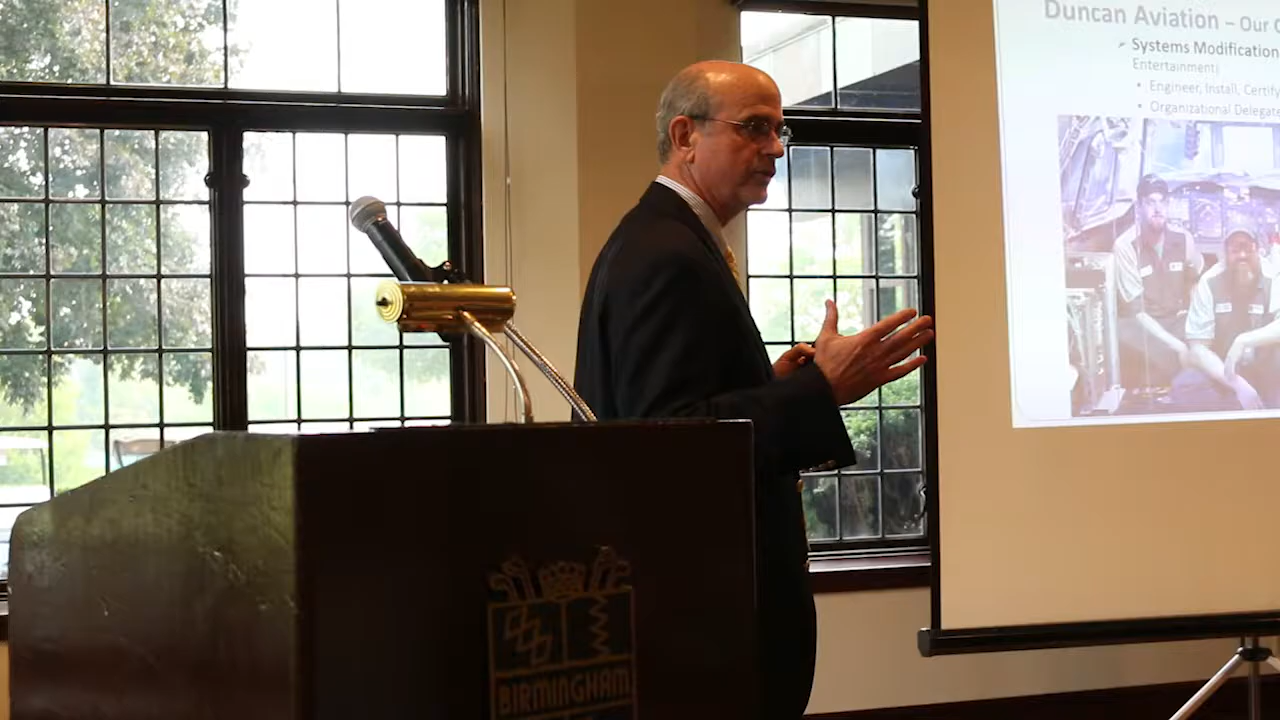 Duncan Aviation – Our
Systems Modification
Entertainment)
Engineer, Install, Certify
Organizational Delegate
BIRMINGHAM